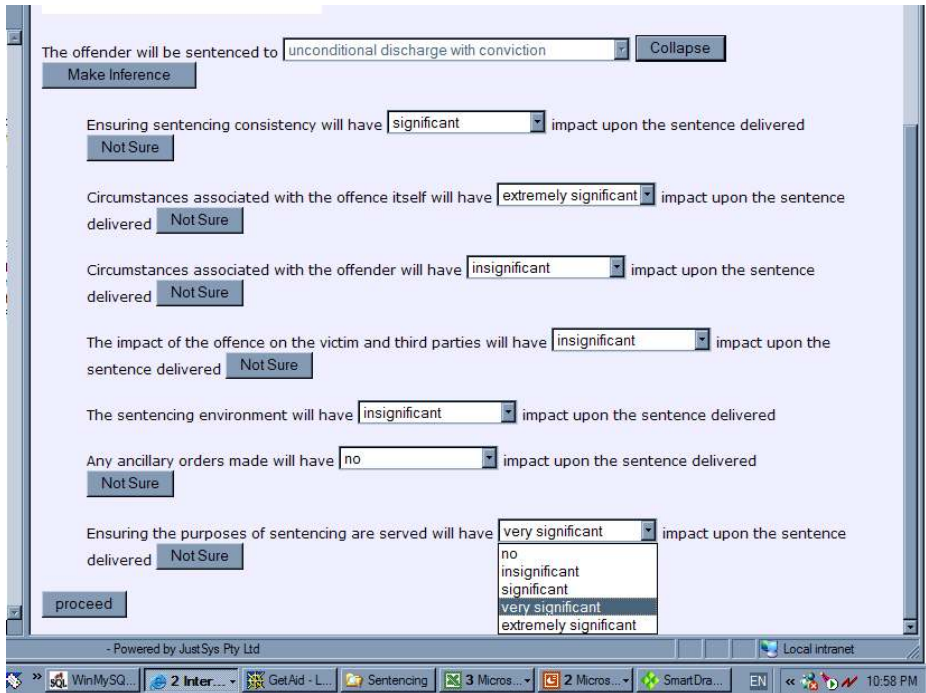 The offender will be sentenced to unconditional discharge with conviction Collapse
Make Inference
Ensuring sentencing consistency will have significant impact upon the sentence delivered
Not Sure
Circumstances associated with the offence itself will have extremely significant impact upon the sentence
delivered Not Sure
Circumstances associated with the offender will have insignificant impact upon the sentence
delivered Not Sure
The impact of the offence on the victim and third parties will have insignificant impact upon the
sentence delivered Not Sure
The sentencing environment will have insignificant impact upon the sentence delivered
Any ancillary orders made will have no impact upon the sentence delivered
Not Sure
Ensuring the purposes of sentencing are served will have very significant impact upon the sentence
delivered Not Sure
no
insignificant
significant
very significant
extremely significant
proceed
- Powered by JustSys Pty Ltd Local intranet
» SQL WinMySQ... 2 Inter... GetAid - L... Sentencing 3 Micros... 2 Micros... SmartDra... EN « 10:58 PM